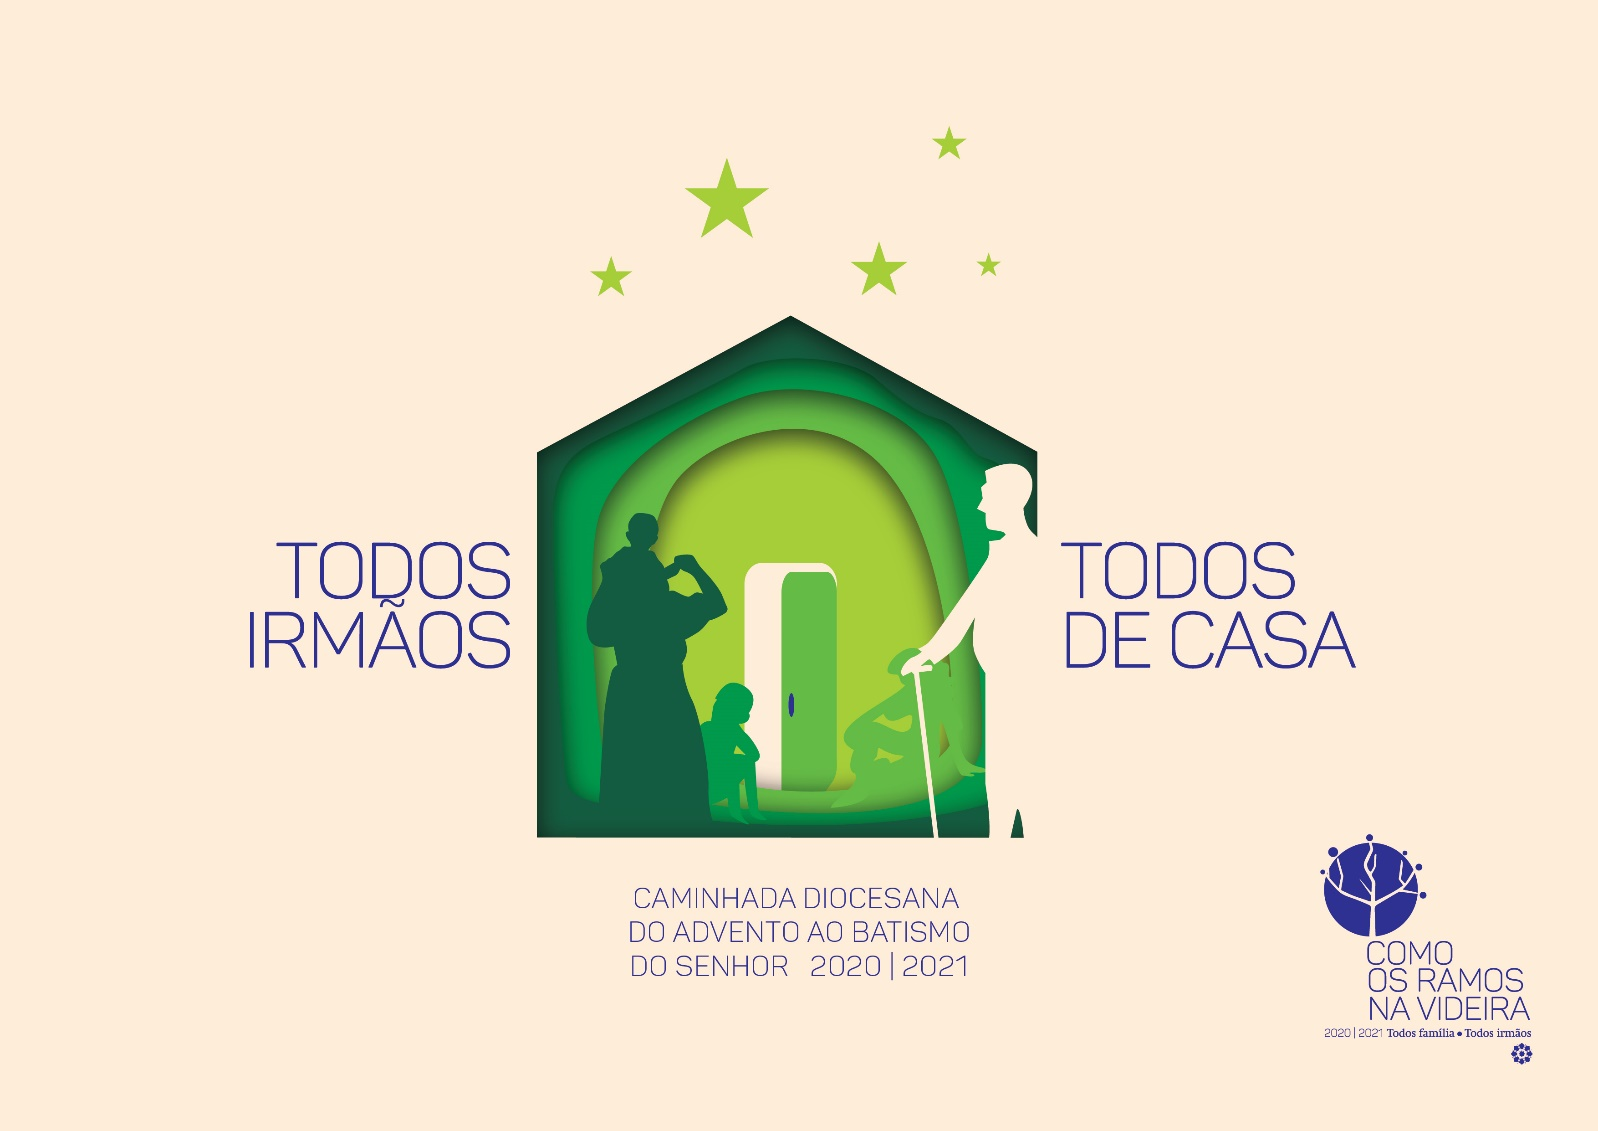 TODOS
IRMÃOS
TODOS
DE CASA
CAMINHADA DIOCESANA
DO ADVENTO AO BATISMO
DO SENHOR 2020 | 2021
COMO
OS RAMOS
NA VIDEIRA
2020 | 2021 Todos família • Todos irmãos